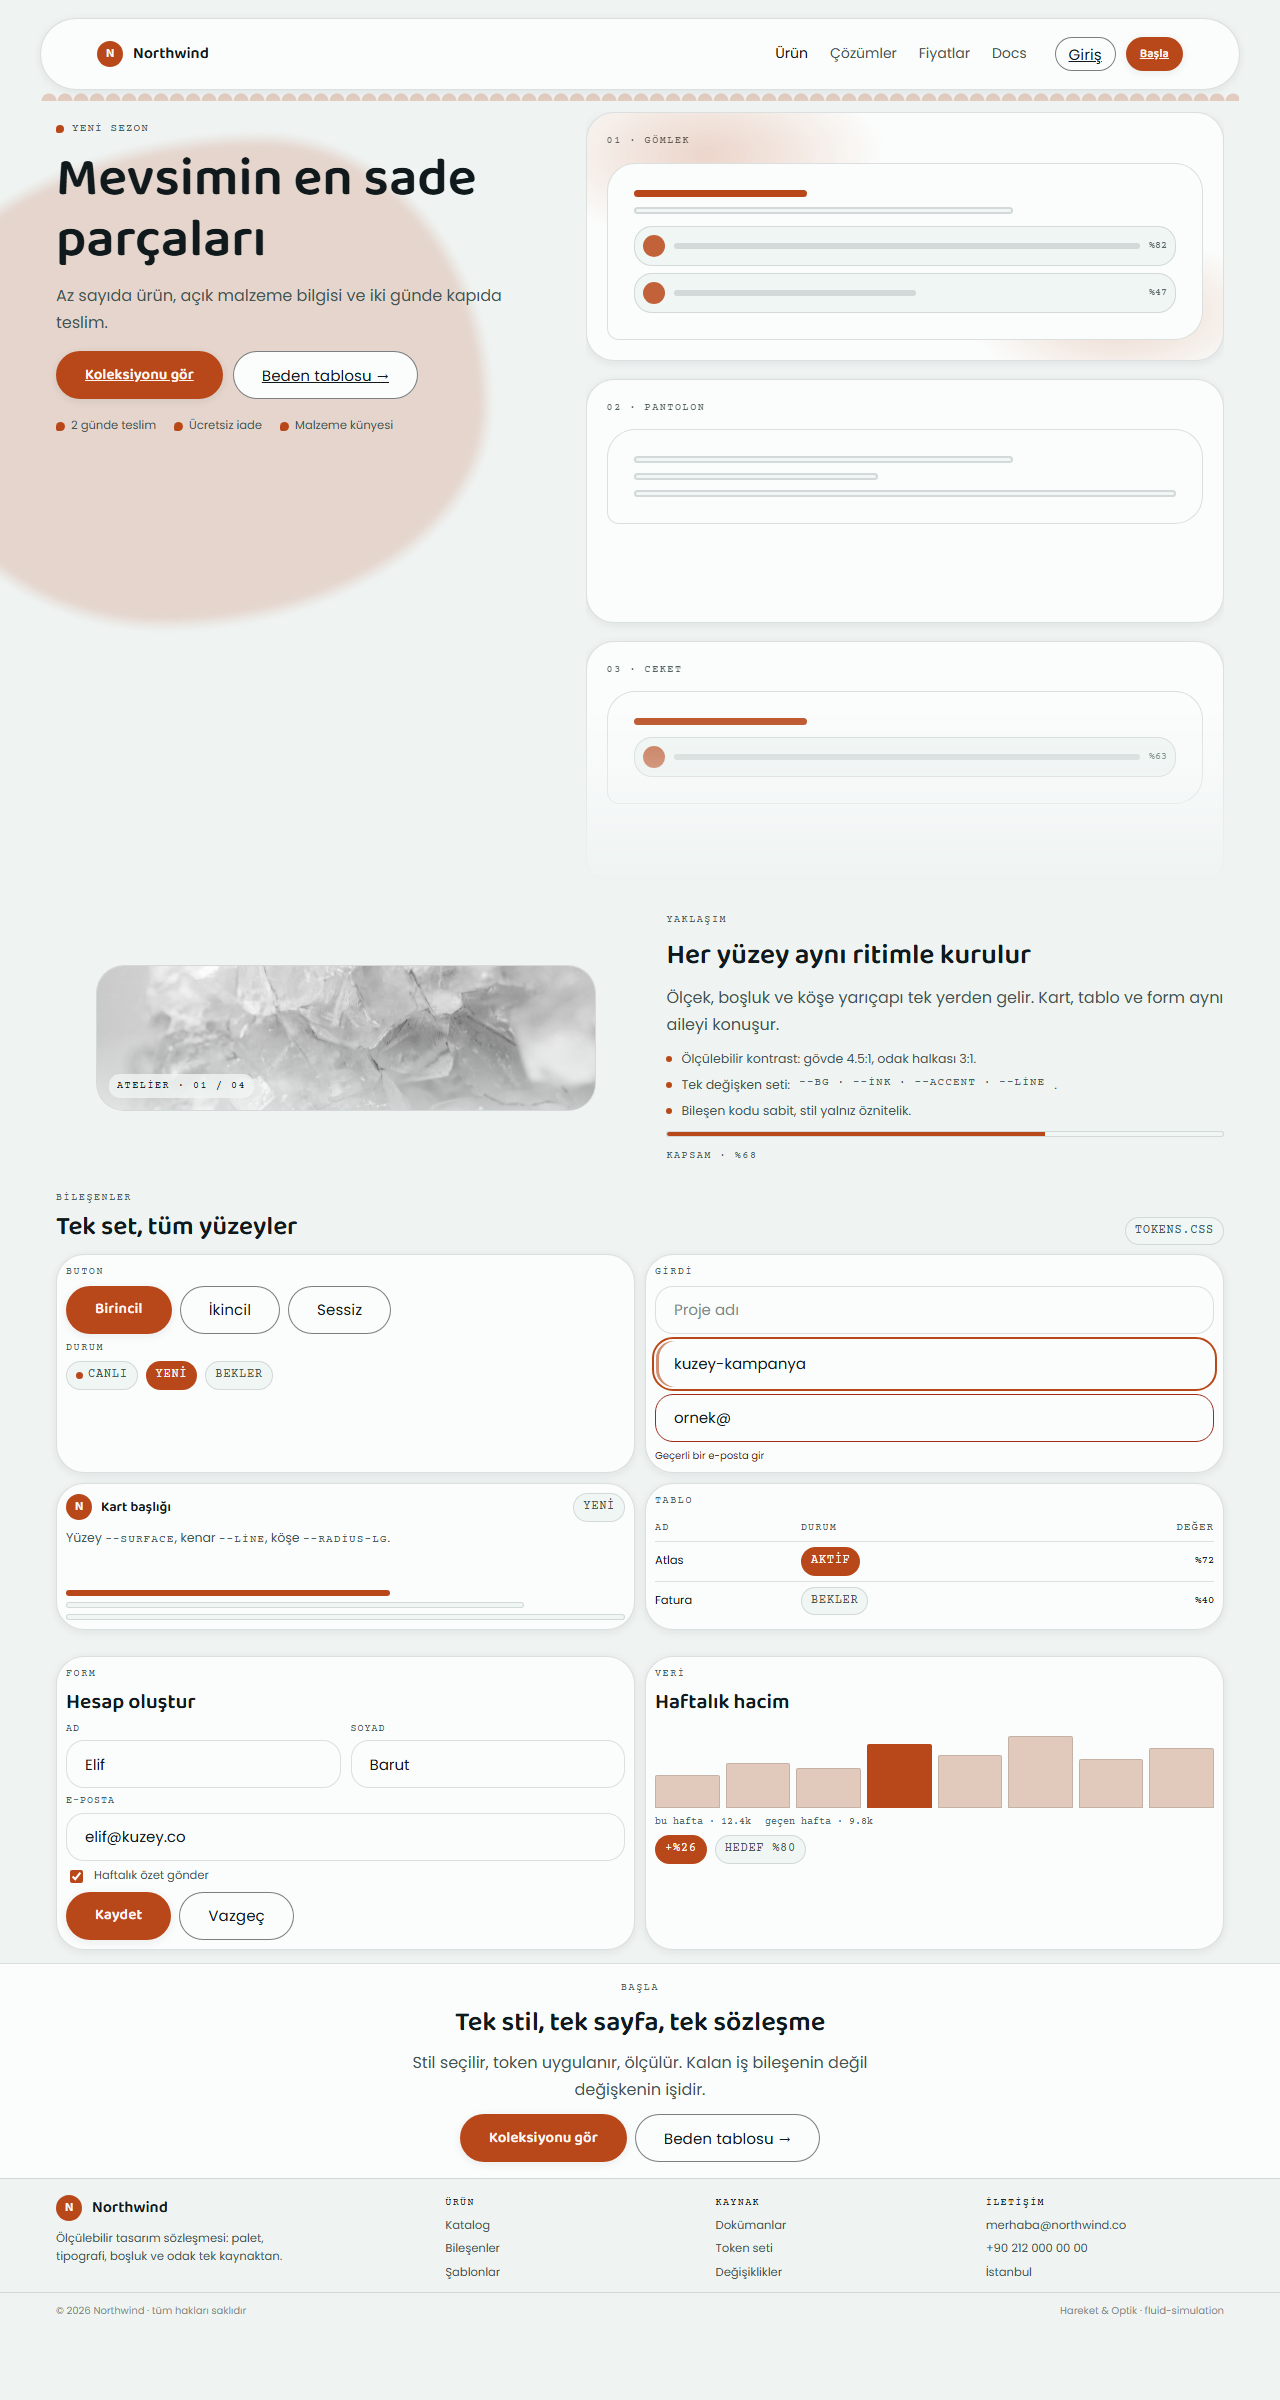 N Northwind
Ürün Çözümler Fiyatlar Docs Giriş Başla
YENİ SEZON
Mevsimin en sade
parçaları
Az sayıda ürün, açık malzeme bilgisi ve iki günde kapıda
teslim.
Koleksiyonu gör Beden tablosu →
2 günde teslim Ücretsiz iade Malzeme künyesi
01 · GÖMLEK
%82
%47
02 · PANTOLON
03 · CEKET
%63
ATELİER · 01 / 04
YAKLAŞIM
Her yüzey aynı ritimle kurulur
Ölçek, boşluk ve köşe yarıçapı tek yerden gelir. Kart, tablo ve form aynı
aileyi konuşur.
Ölçülebilir kontrast: gövde 4.5:1, odak halkası 3:1.
Tek değişken seti: --BG · --İNK · --ACCENT · --LİNE .
Bileşen kodu sabit, stil yalnız öznitelik.
KAPSAM · %68
BİLEŞENLER
Tek set, tüm yüzeyler
TOKENS.CSS
BUTON
Birincil İkincil Sessiz
DURUM
CANLI YENİ BEKLER
GİRDİ
Proje adı
kuzey-kampanya
ornek@
Geçerli bir e-posta gir
N Kart başlığı YENİ
Yüzey --SURFACE, kenar --LİNE, köşe --RADİUS-LG.
TABLO
AD DURUM DEĞER
Atlas AKTİF %72
Fatura BEKLER %40
FORM
Hesap oluştur
AD SOYAD
Elif Barut
E-POSTA
elif@kuzey.co
Haftalık özet gönder
Kaydet Vazgeç
VERİ
Haftalık hacim
bu hafta · 12.4k geçen hafta · 9.8k
+%26 HEDEF %80
BAŞLA
Tek stil, tek sayfa, tek sözleşme
Stil seçilir, token uygulanır, ölçülür. Kalan iş bileşenin değil
değişkenin işidir.
Koleksiyonu gör Beden tablosu →
N Northwind
Ölçülebilir tasarım sözleşmesi: palet,
tipografi, boşluk ve odak tek kaynaktan.
ÜRÜN
Katalog
Bileşenler
Şablonlar
KAYNAK
Dokümanlar
Token seti
Değişiklikler
İLETİŞİM
merhaba@northwind.co
+90 212 000 00 00
İstanbul
© 2026 Northwind · tüm hakları saklıdır
Hareket & Optik · fluid-simulation